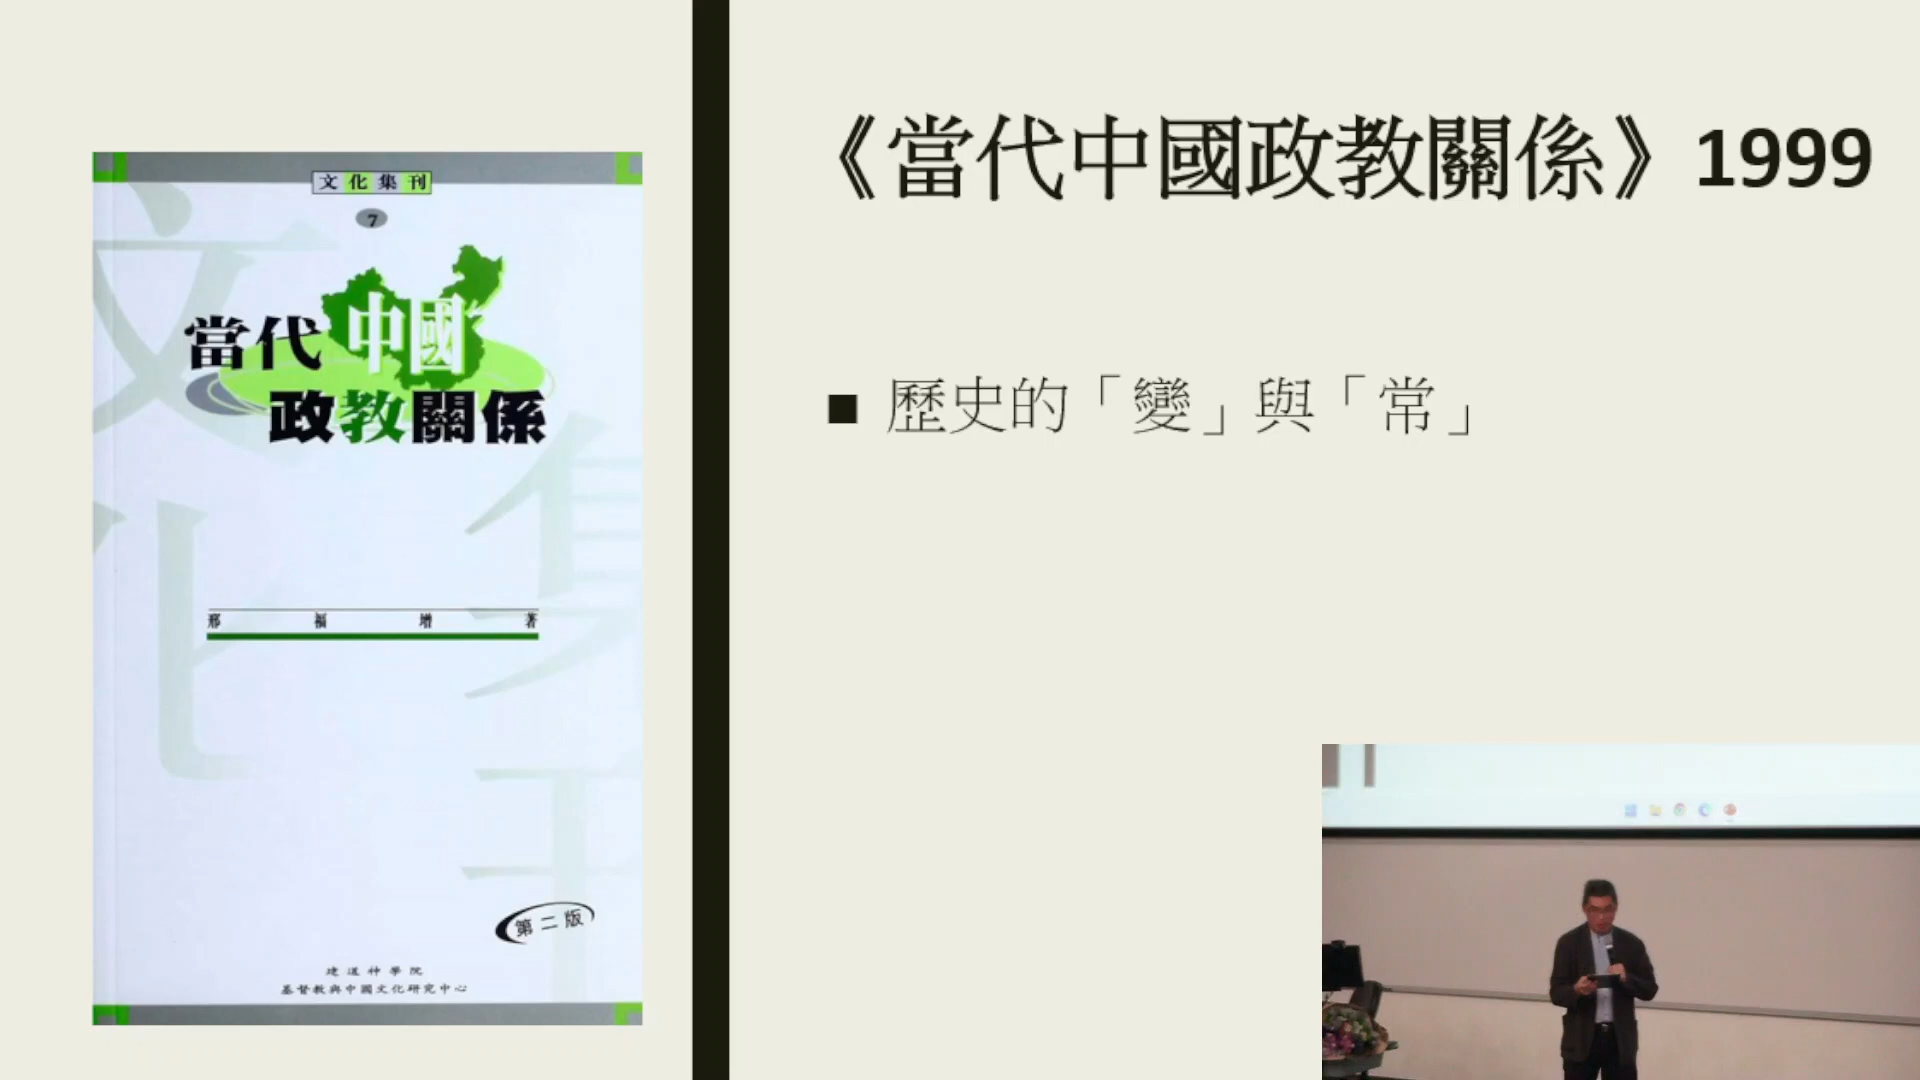 文化集刊
7
當代中國
政教關係
邢福增著
第二版
建道神學院
基督教與中國文化研究中心
《當代中國政教關係》1999
■ 歷史的「變」與「常」